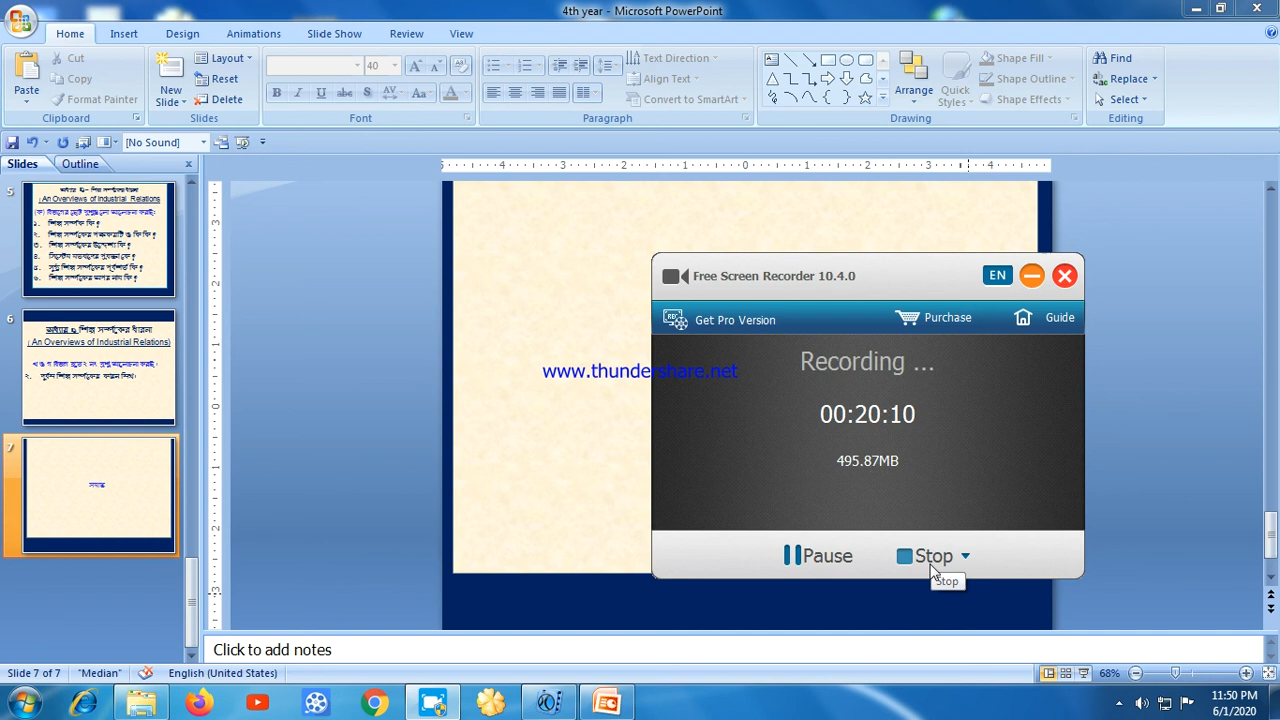 4th year - Microsoft PowerPoint
Home Insert Design Animations Slide Show Review View
Paste
Cut
Copy
Format Painter
Clipboard
New Slide
Layout
Reset
Delete
Slides
40
Font
Text Direction
Align Text
Convert to SmartArt
Paragraph
Arrange
Quick Styles
Shape Fill
Shape Outline
Shape Effects
Drawing
Find
Replace
Select
Editing
[No Sound]
Slides Outline
5
An Overviews of Industrial Relations
6
( An Overviews of Industrial Relations)
7
সমাপ্ত
www.thundershare.net
Free Screen Recorder 10.4.0
EN
Get Pro Version
Purchase
Guide
Recording ...
00:20:10
495.87MB
Pause
Stop
Stop
Click to add notes
Slide 7 of 7 "Median" English (United States) 68%
11:50 PM
6/1/2020